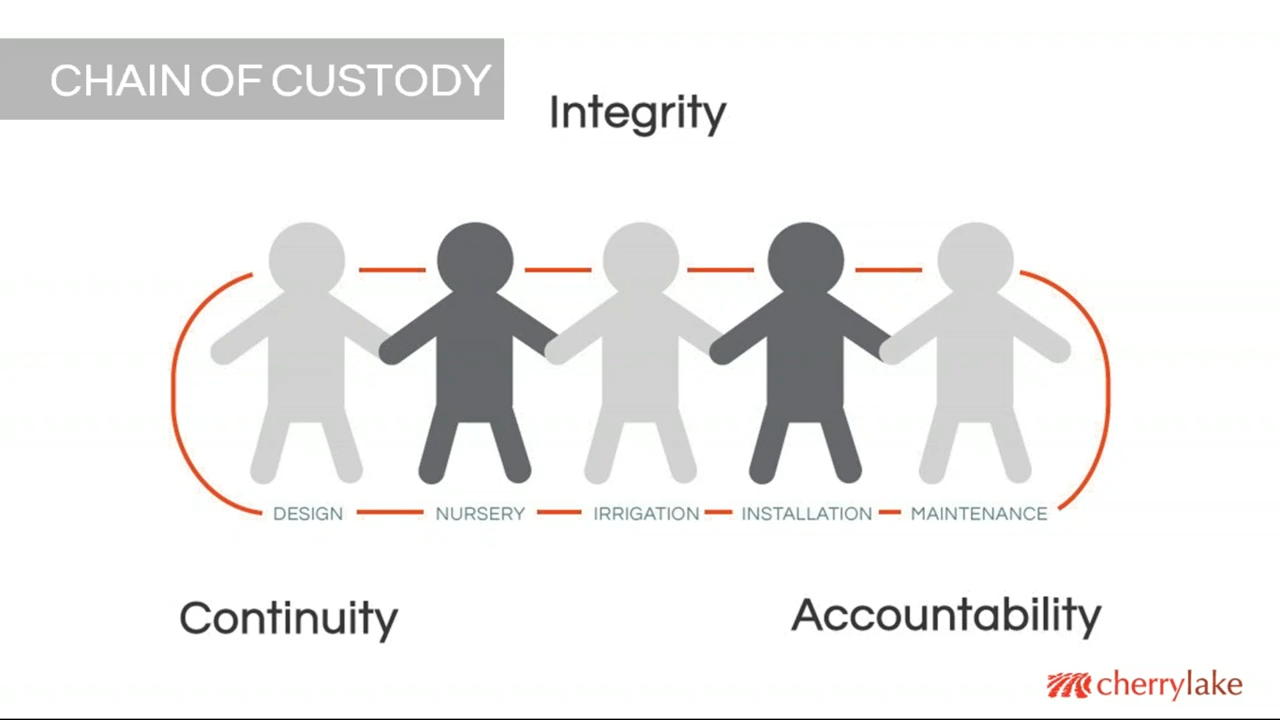 CHAIN OF CUSTODY
Integrity
DESIGN NURSERY IRRIGATION INSTALLATION MAINTENANCE
Continuity
Accountability
cherrylake